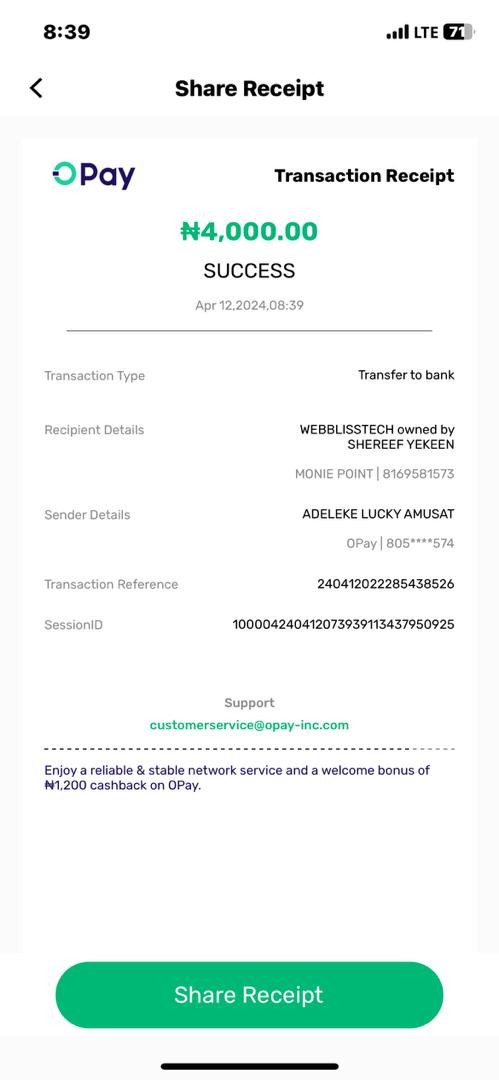 8:39
LTE 71
Share Receipt
OPay
Transaction Receipt
₦4,000.00
SUCCESS
Apr 12,2024,08:39
Transaction Type
Transfer to bank
Recipient Details
WEBBLISSTECH owned by
SHEREEF YEKEEN
MONIE POINT | 8169581573
Sender Details
ADELEKE LUCKY AMUSAT
OPay | 805****574
Transaction Reference
240412022285438526
SessionID
100004240412073939113437950925
Support
customerservice@opay-inc.com
Enjoy a reliable & stable network service and a welcome bonus of
₦1,200 cashback on OPay.
Share Receipt